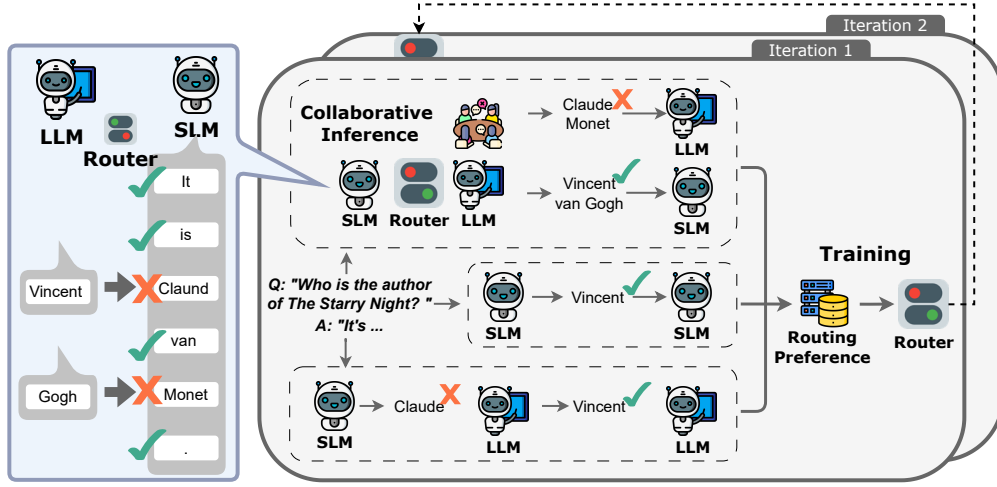 Iteration 2
Iteration 1
LLM
SLM
Router
It
is
Vincent
Claund
van
Gogh
Monet
.
Collaborative
Inference
Claude
Monet
LLM
SLM
Router
LLM
Vincent
van Gogh
SLM
Q: "Who is the author
of The Starry Night? "
A: "It's ...
SLM
Vincent
SLM
SLM
Claude
LLM
Vincent
LLM
Training
Routing
Preference
Router